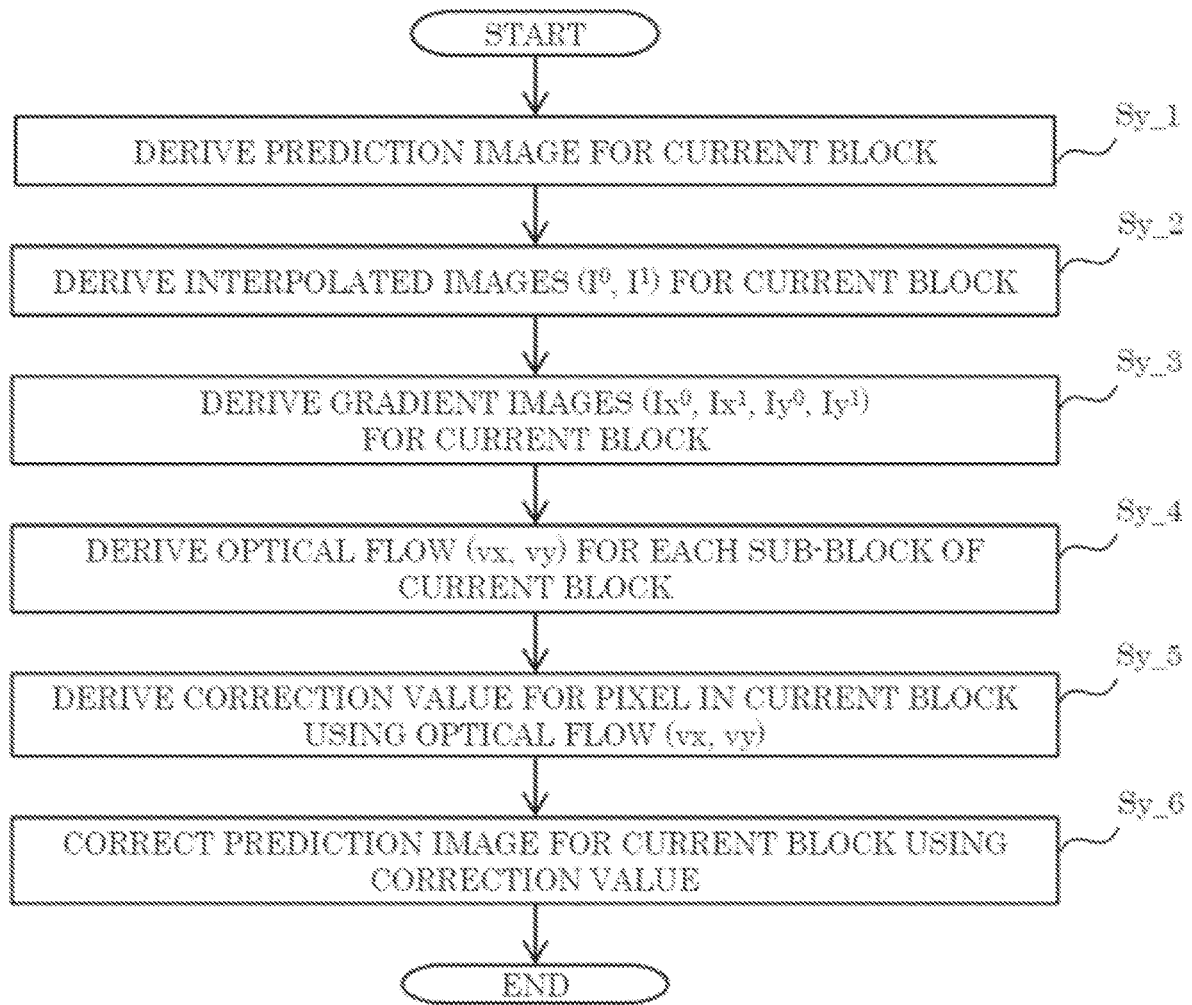 START
Sy_1
DERIVE PREDICTION IMAGE FOR CURRENT BLOCK
Sy_2
DERIVE INTERPOLATED IMAGES (I⁰, I¹) FOR CURRENT BLOCK
Sy_3
DERIVE GRADIENT IMAGES (Ix⁰, Ix¹, Iy⁰, Iy¹)
FOR CURRENT BLOCK
Sy_4
DERIVE OPTICAL FLOW (vx, vy) FOR EACH SUB-BLOCK OF
CURRENT BLOCK
Sy_5
DERIVE CORRECTION VALUE FOR PIXEL IN CURRENT BLOCK
USING OPTICAL FLOW (vx, vy)
Sy_6
CORRECT PREDICTION IMAGE FOR CURRENT BLOCK USING
CORRECTION VALUE
END